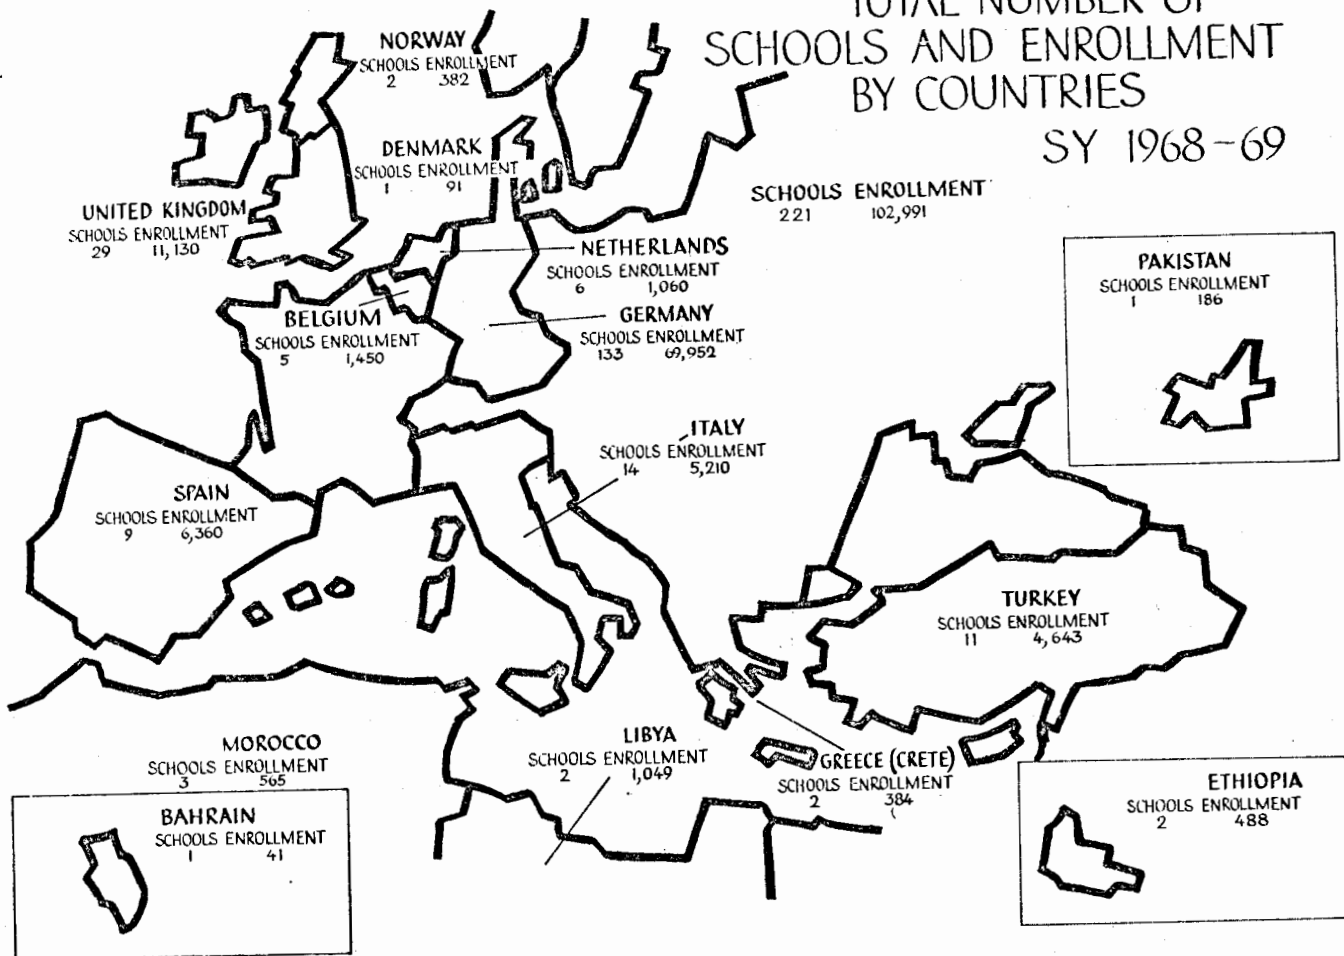 TOTAL NUMBER OF
SCHOOLS AND ENROLLMENT
BY COUNTRIES
SY 1968-69
SCHOOLS ENROLLMENT
221 102,991
NORWAY
SCHOOLS ENROLLMENT
2 382
DENMARK
SCHOOLS ENROLLMENT
1 91
UNITED KINGDOM
SCHOOLS ENROLLMENT
29 11,130
NETHERLANDS
SCHOOLS ENROLLMENT
6 1,060
BELGIUM
SCHOOLS ENROLLMENT
5 1,450
GERMANY
SCHOOLS ENROLLMENT
133 69,952
PAKISTAN
SCHOOLS ENROLLMENT
1 186
ITALY
SCHOOLS ENROLLMENT
14 5,210
SPAIN
SCHOOLS ENROLLMENT
9 6,360
TURKEY
SCHOOLS ENROLLMENT
11 4,643
MOROCCO
SCHOOLS ENROLLMENT
3 565
LIBYA
SCHOOLS ENROLLMENT
2 1,049
GREECE (CRETE)
SCHOOLS ENROLLMENT
2 384
BAHRAIN
SCHOOLS ENROLLMENT
1 41
ETHIOPIA
SCHOOLS ENROLLMENT
2 488